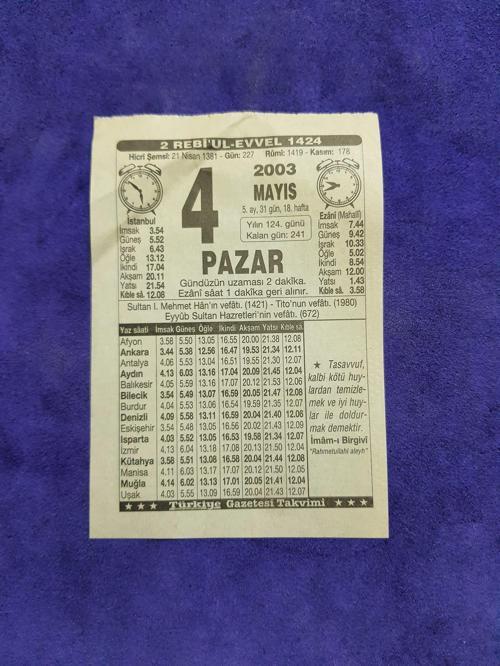 2 REBİ'UL-EVVEL 1424
Hicrî Şemsî: 21 Nisan 1381 - Gün: 227 Rûmî: 1419 - Kasım: 178
4
2003
MAYIS
5. ay, 31 gün, 18. hafta
Yılın 124. günü
Kalan gün: 241
PAZAR
İstanbul
İmsak 3.54
Güneş 5.52
İşrak 6.43
Öğle 13.12
İkindi 17.04
Akşam 20.11
Yatsı 21.54
Kıble sâ. 12.08
Ezânî (Mahallî)
İmsak 7.44
Güneş 9.42
İşrak 10.33
Öğle 5.02
İkindi 8.54
Akşam 12.00
Yatsı 1.43
Kıble sâ. 3.58
Gündüzün uzaması 2 dakîka.
Ezânî sâat 1 dakîka geri alınır.
Sultan I. Mehmet Hân'ın vefâtı. (1421) - Tito'nun vefâtı. (1980)
Eyyûb Sultan Hazretleri'nin vefâtı. (672)
Yaz sâati İmsak Güneş Öğle İkindi Akşam Yatsı Kıble sâ.
Afyon 3.58 5.50 13.05 16.55 20.00 21.38 12.08
Ankara 3.44 5.38 12.56 16.47 19.53 21.34 12.11
Antalya 4.06 5.53 13.04 16.51 19.55 21.30 12.06
Aydın 4.13 6.03 13.16 17.04 20.09 21.45 12.04
Balıkesir 4.05 5.59 13.16 17.07 20.12 21.53 12.06
Bilecik 3.54 5.49 13.07 16.59 20.05 21.47 12.08
Burdur 4.04 5.53 13.06 16.54 19.59 21.35 12.07
Denizli 4.09 5.58 13.11 16.59 20.04 21.40 12.06
Eskişehir 3.54 5.48 13.05 16.56 20.02 21.43 12.09
Isparta 4.03 5.52 13.05 16.53 19.58 21.34 12.07
İzmir 4.13 6.04 13.18 17.08 20.13 21.50 12.04
Kütahya 3.58 5.51 13.08 16.58 20.04 21.44 12.08
Manisa 4.11 6.03 13.17 17.07 20.12 21.50 12.05
Muğla 4.14 6.02 13.13 17.01 20.05 21.41 12.04
Uşak 4.03 5.55 13.09 16.59 20.04 21.43 12.07
★ Tasavvuf,
kalbi kötü huy-
lardan temizle-
mek ve iyi huy-
lar ile doldur-
mak demektir.
İmâm-ı Birgivî
"Rahmetullahi aleyh"
★ ★ ★ Türkiye Gazetesi Takvimi ★ ★ ★